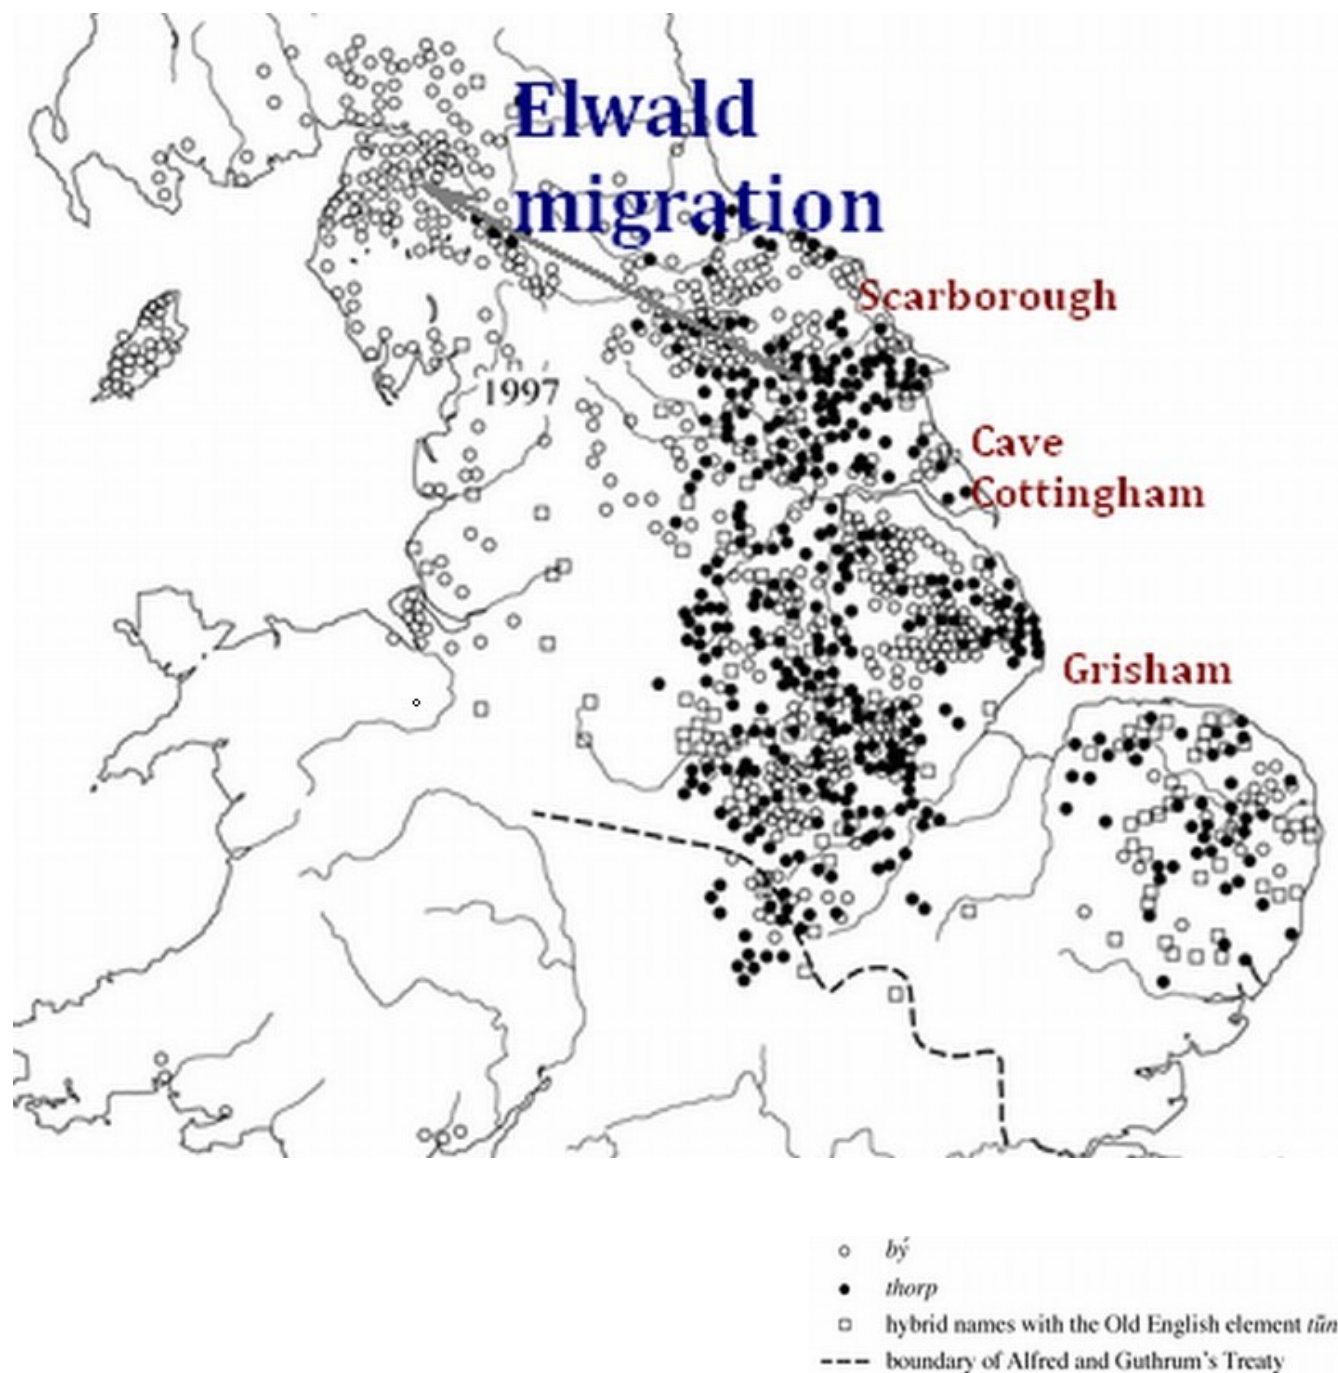 Elwald
migration
Scarborough
1997
Cave
Cottingham
Grisham
bý
thorp
hybrid names with the Old English element tūn
boundary of Alfred and Guthrum's Treaty